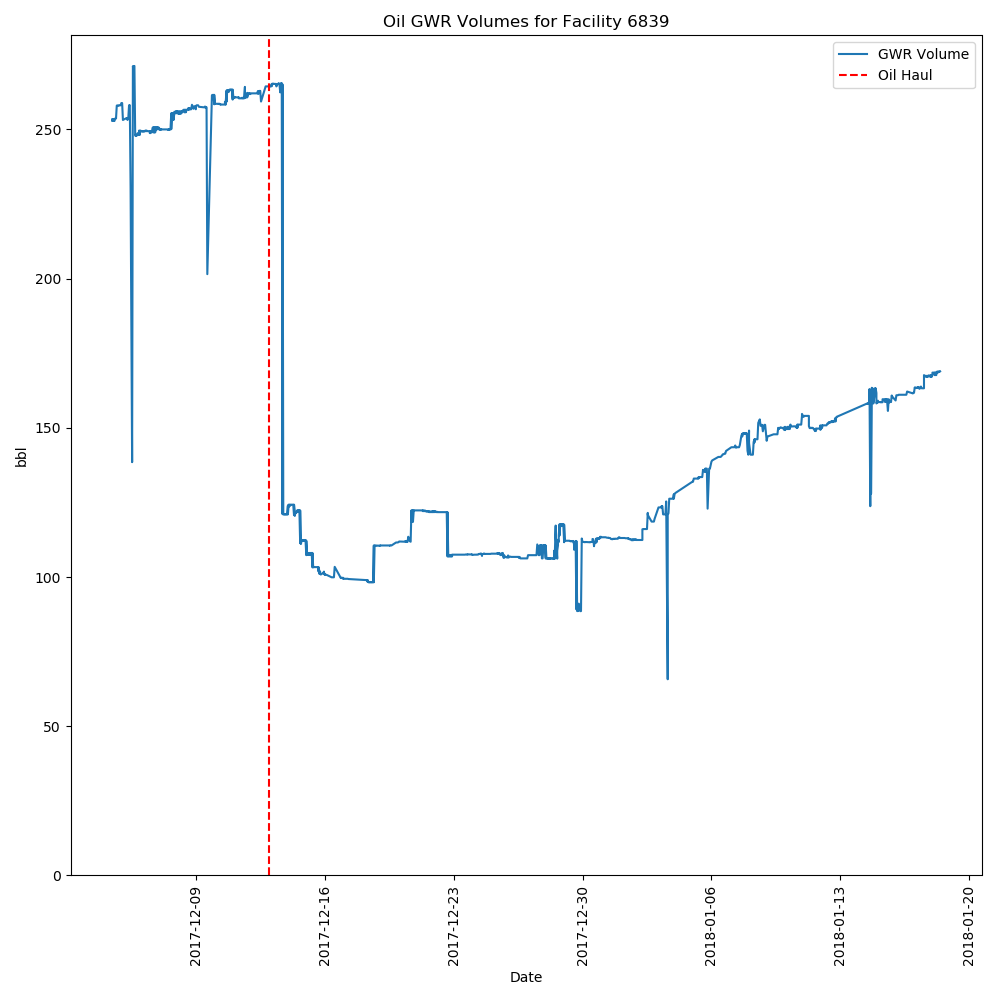 Oil GWR Volumes for Facility 6839
GWR Volume
Oil Haul
250
200
150
100
50
0
bbl
2017-12-09
2017-12-16
2017-12-23
2017-12-30
2018-01-06
2018-01-13
2018-01-20
Date